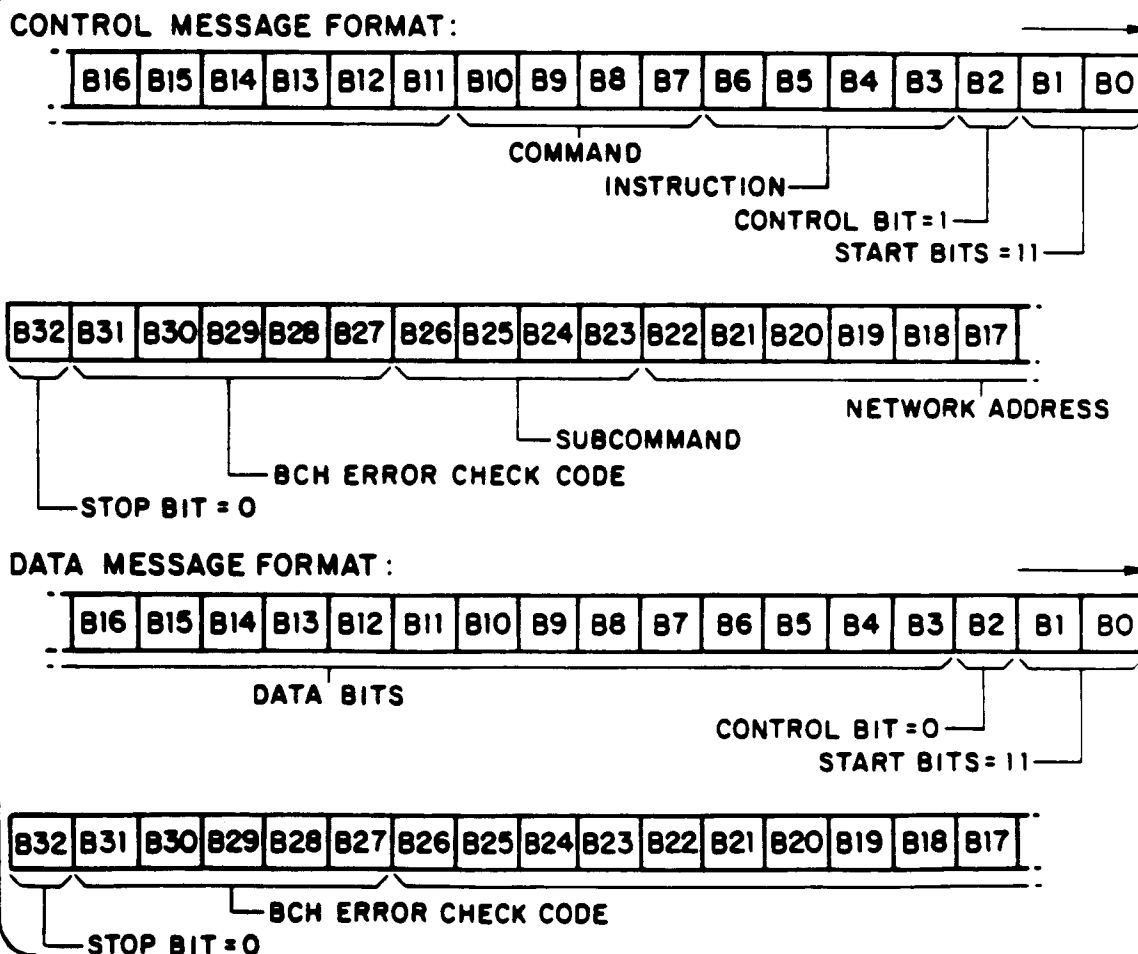 CONTROL MESSAGE FORMAT:
B16 B15 B14 B13 B12 B11 B10 B9 B8 B7 B6 B5 B4 B3 B2 B1 B0
COMMAND
INSTRUCTION
CONTROL BIT=1
START BITS =11
B32 B31 B30 B29 B28 B27 B26 B25 B24 B23 B22 B21 B20 B19 B18 B17
NETWORK ADDRESS
SUBCOMMAND
BCH ERROR CHECK CODE
STOP BIT = 0
DATA MESSAGE FORMAT:
B16 B15 B14 B13 B12 B11 B10 B9 B8 B7 B6 B5 B4 B3 B2 B1 B0
DATA BITS
CONTROL BIT=0
START BITS= 11
B32 B31 B30 B29 B28 B27 B26 B25 B24 B23 B22 B21 B20 B19 B18 B17
BCH ERROR CHECK CODE
STOP BIT = 0